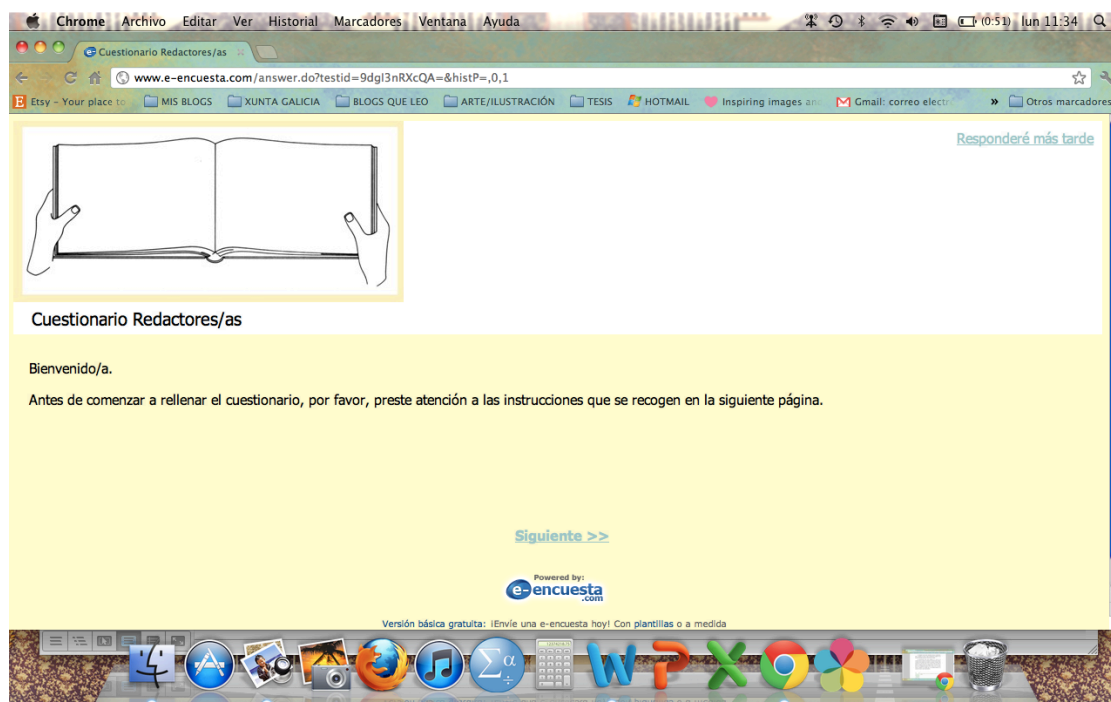 Chrome Archivo Editar Ver Historial Marcadores Ventana Ayuda (0:51) lun 11:34
Cuestionario Redactores/as
www.e-encuesta.com/answer.do?testid=9dgl3nRXcQA=&histP=,0,1
Etsy - Your place to MIS BLOGS XUNTA GALICIA BLOGS QUE LEO ARTE/ILUSTRACIÓN TESIS HOTMAIL Inspiring images an Gmail: correo electr » Otros marcadores
Responderé más tarde
Cuestionario Redactores/as
Bienvenido/a.
Antes de comenzar a rellenar el cuestionario, por favor, preste atención a las instrucciones que se recogen en la siguiente página.
Siguiente >>
Powered by:
e-encuesta
.com
Versión básica gratuita: ¡Envíe una e-encuesta hoy! Con plantillas o a medida